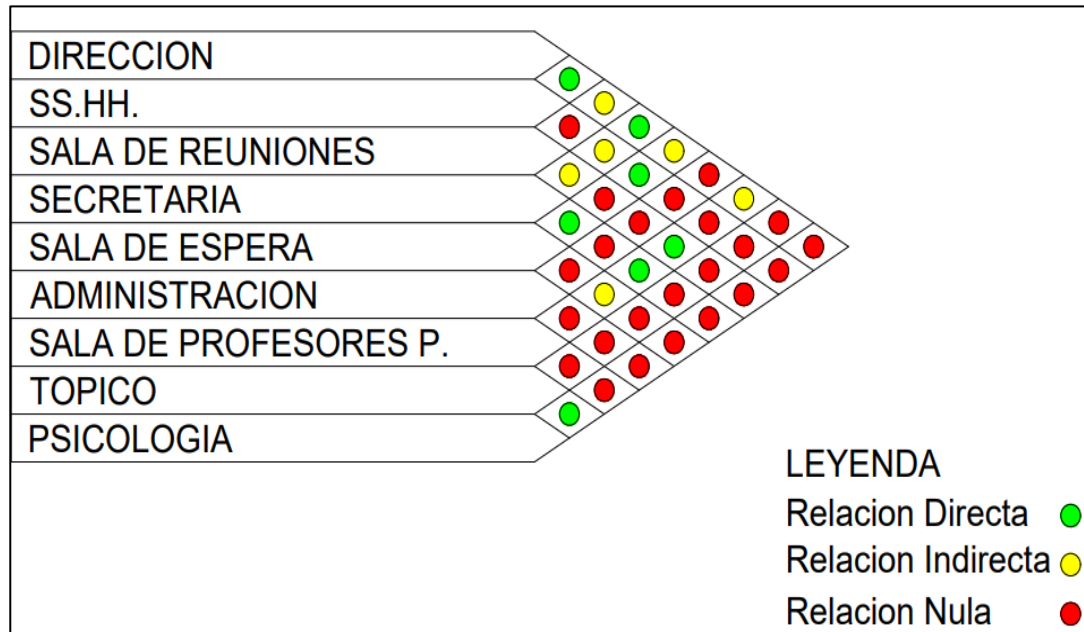 DIRECCION
SS.HH.
SALA DE REUNIONES
SECRETARIA
SALA DE ESPERA
ADMINISTRACION
SALA DE PROFESORES P.
TOPICO
PSICOLOGIA
LEYENDA
Relacion Directa
Relacion Indirecta
Relacion Nula